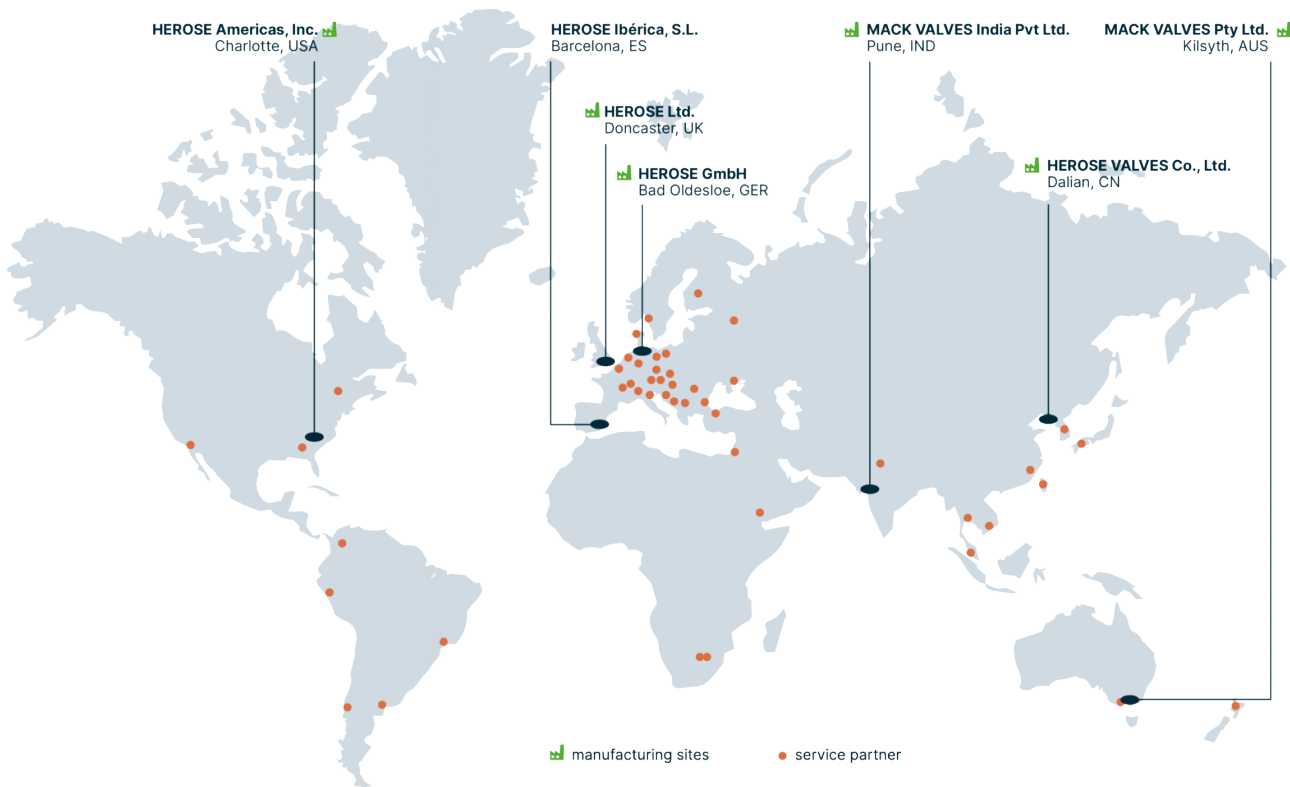 HEROSE Americas, Inc.
Charlotte, USA
HEROSE Ibérica, S.L.
Barcelona, ES
MACK VALVES India Pvt Ltd.
Pune, IND
MACK VALVES Pty Ltd.
Kilsyth, AUS
HEROSE Ltd.
Doncaster, UK
HEROSE GmbH
Bad Oldesloe, GER
HEROSE VALVES Co., Ltd.
Dalian, CN
manufacturing sites
service partner